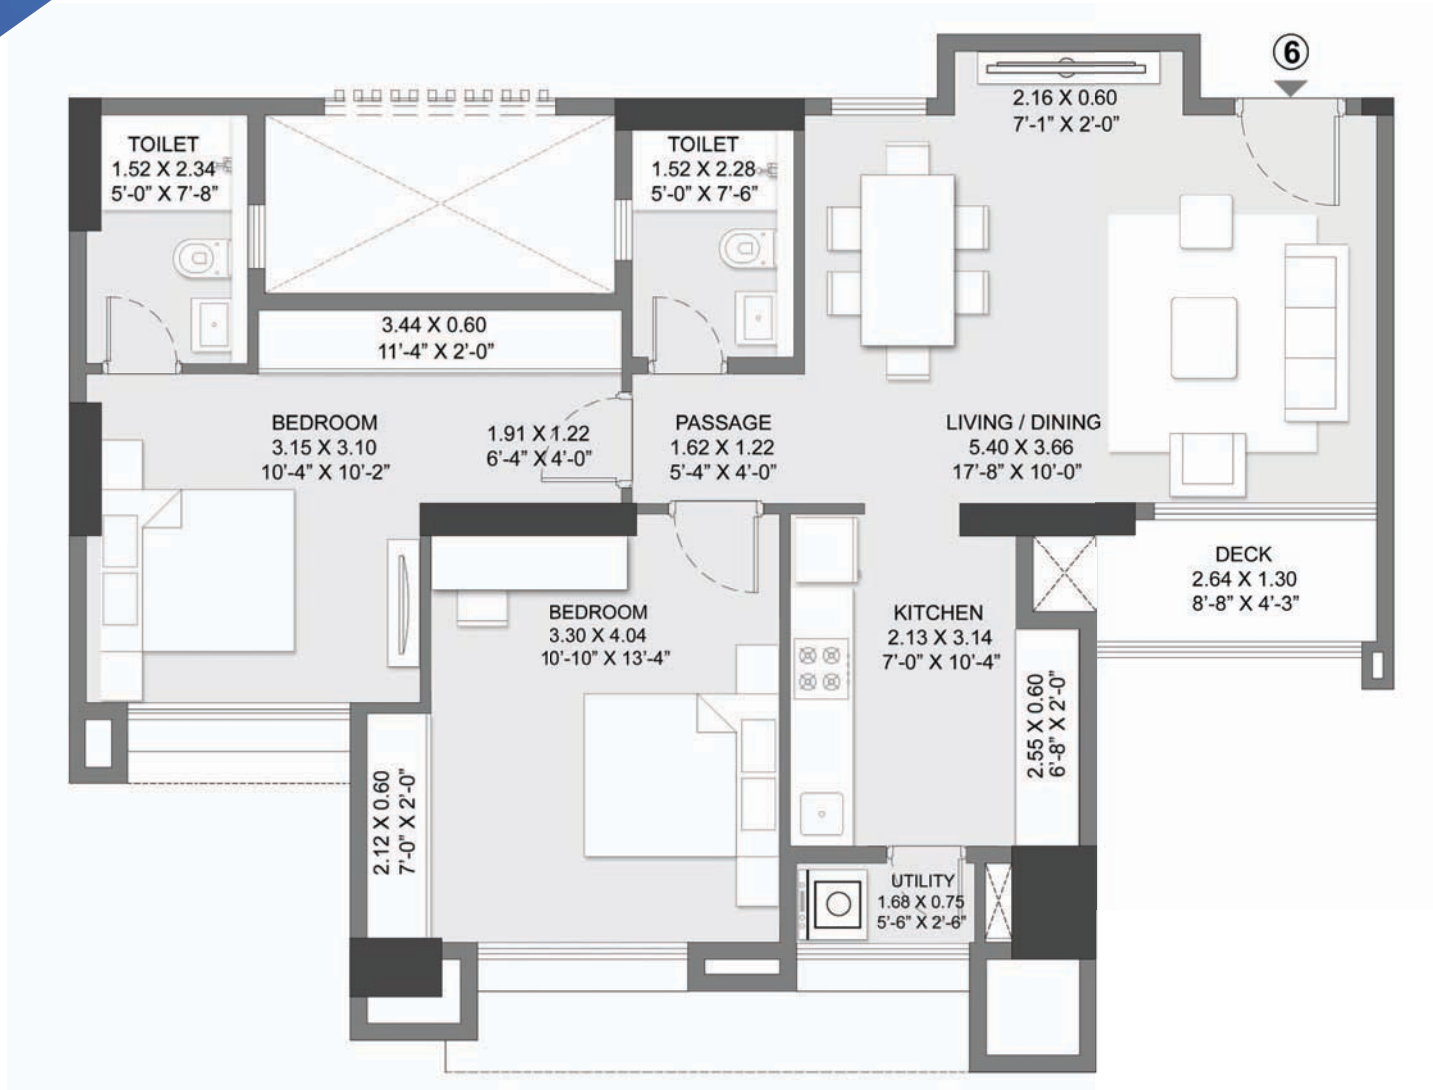 6
2.16 X 0.60
7'-1" X 2'-0"
TOILET
1.52 X 2.34
5'-0" X 7'-8"
TOILET
1.52 X 2.28
5'-0" X 7'-6"
3.44 X 0.60
11'-4" X 2'-0"
BEDROOM
3.15 X 3.10
10'-4" X 10'-2"
1.91 X 1.22
6'-4" X 4'-0"
PASSAGE
1.62 X 1.22
5'-4" X 4'-0"
LIVING / DINING
5.40 X 3.66
17'-8" X 10'-0"
DECK
2.64 X 1.30
8'-8" X 4'-3"
BEDROOM
3.30 X 4.04
10'-10" X 13'-4"
KITCHEN
2.13 X 3.14
7'-0" X 10'-4"
2.55 X 0.60
6'-8" X 2'-0"
2.12 X 0.60
7'-0" X 2'-0"
UTILITY
1.68 X 0.75
5'-6" X 2'-6"